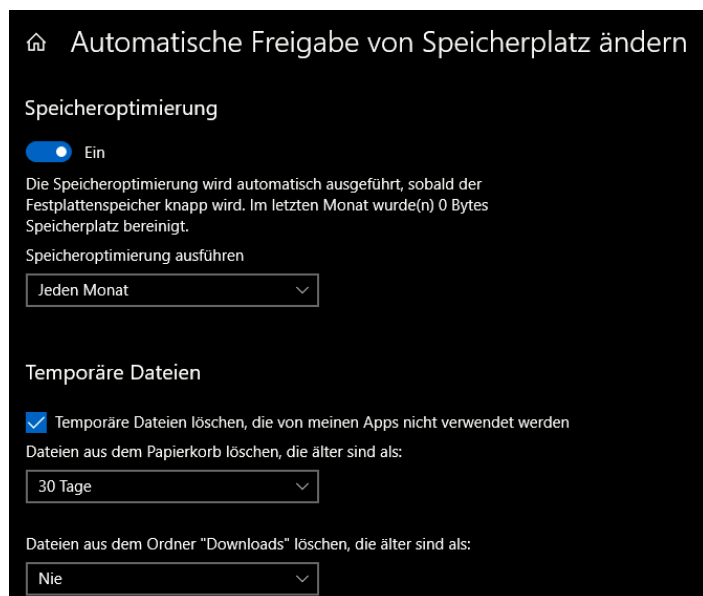 Automatische Freigabe von Speicherplatz ändern
Speicheroptimierung
Ein
Die Speicheroptimierung wird automatisch ausgeführt, sobald der
Festplattenspeicher knapp wird. Im letzten Monat wurde(n) 0 Bytes
Speicherplatz bereinigt.
Speicheroptimierung ausführen
Jeden Monat
Temporäre Dateien
Temporäre Dateien löschen, die von meinen Apps nicht verwendet werden
Dateien aus dem Papierkorb löschen, die älter sind als:
30 Tage
Dateien aus dem Ordner "Downloads" löschen, die älter sind als:
Nie